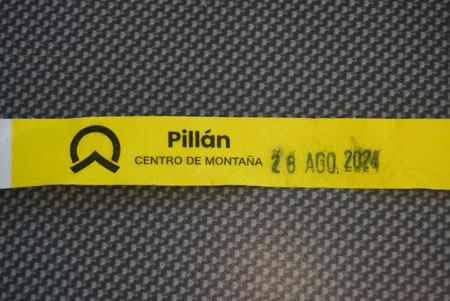 Pillán
CENTRO DE MONTAÑA
28 AGO. 2024